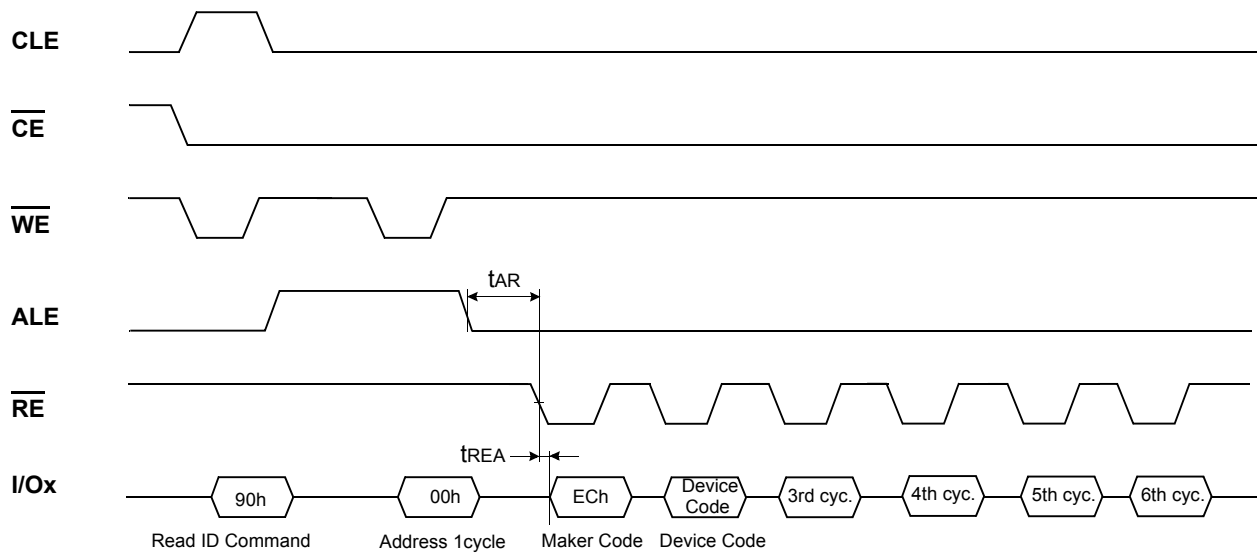 CLE
CE
WE
tAR
ALE
RE
tREA
I/Ox
90h
00h
ECh
Device
Code
3rd cyc.
4th cyc.
5th cyc.
6th cyc.
Read ID Command
Address 1cycle
Maker Code
Device Code